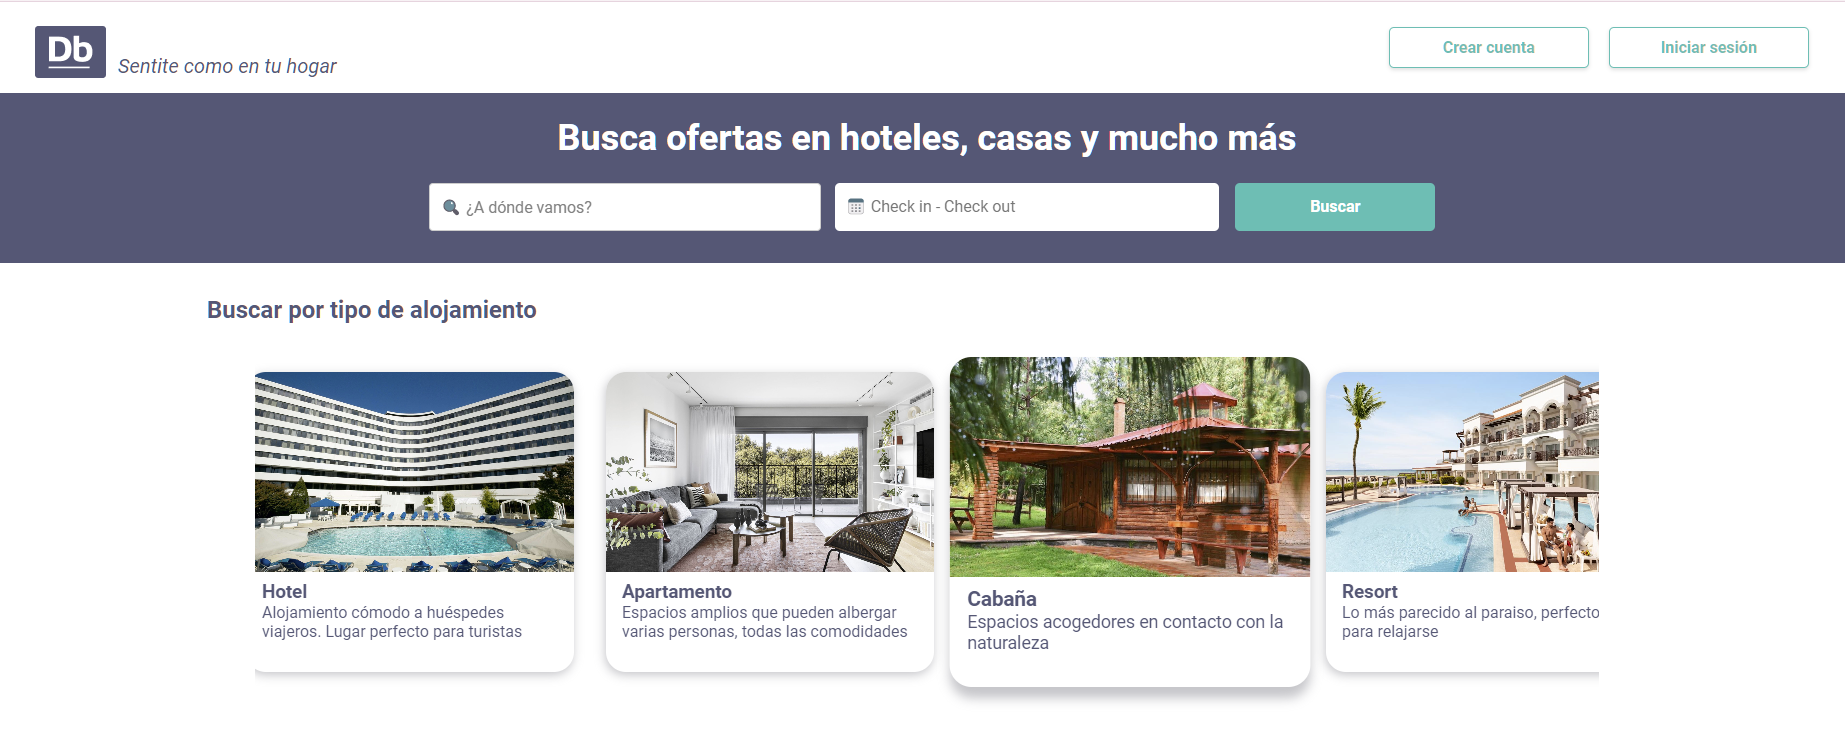 Db
Sentite como en tu hogar
Crear cuenta
Iniciar sesión
Busca ofertas en hoteles, casas y mucho más
¿A dónde vamos?
Check in - Check out
Buscar
Buscar por tipo de alojamiento
Hotel
Alojamiento cómodo a huéspedes
viajeros. Lugar perfecto para turistas
Apartamento
Espacios amplios que pueden albergar
varias personas, todas las comodidades
Cabaña
Espacios acogedores en contacto con la
naturaleza
Resort
Lo más parecido al paraiso, perfecto
para relajarse